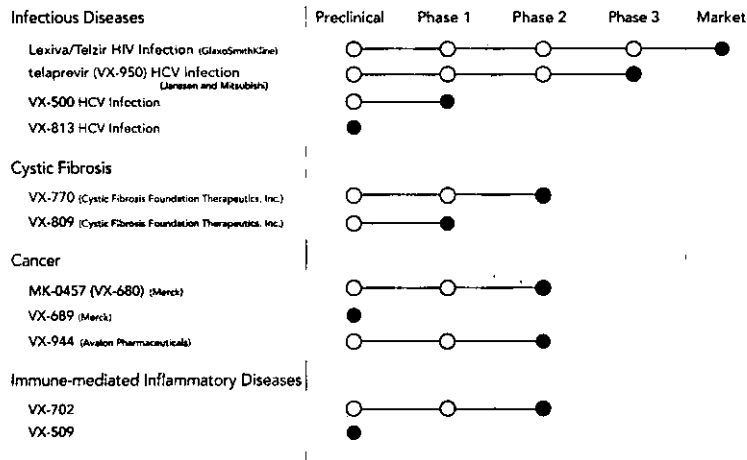 Infectious Diseases Preclinical Phase 1 Phase 2 Phase 3 Market
Lexiva/Telzir HIV Infection (GlaxoSmithKline)
telaprevir (VX-950) HCV infection
(Janssen and Mitsubishi)
VX-500 HCV Infection
VX-813 HCV Infection
Cystic Fibrosis
VX-770 (Cystic Fibrosis Foundation Therapeutics, Inc.)
VX-809 (Cystic Fibrosis Foundation Therapeutics, Inc.)
Cancer
MK-0457 (VX-680) (Merck)
VX-689 (Merck)
VX-944 (Avalon Pharmaceuticals)
Immune-mediated Inflammatory Diseases
VX-702
VX-509